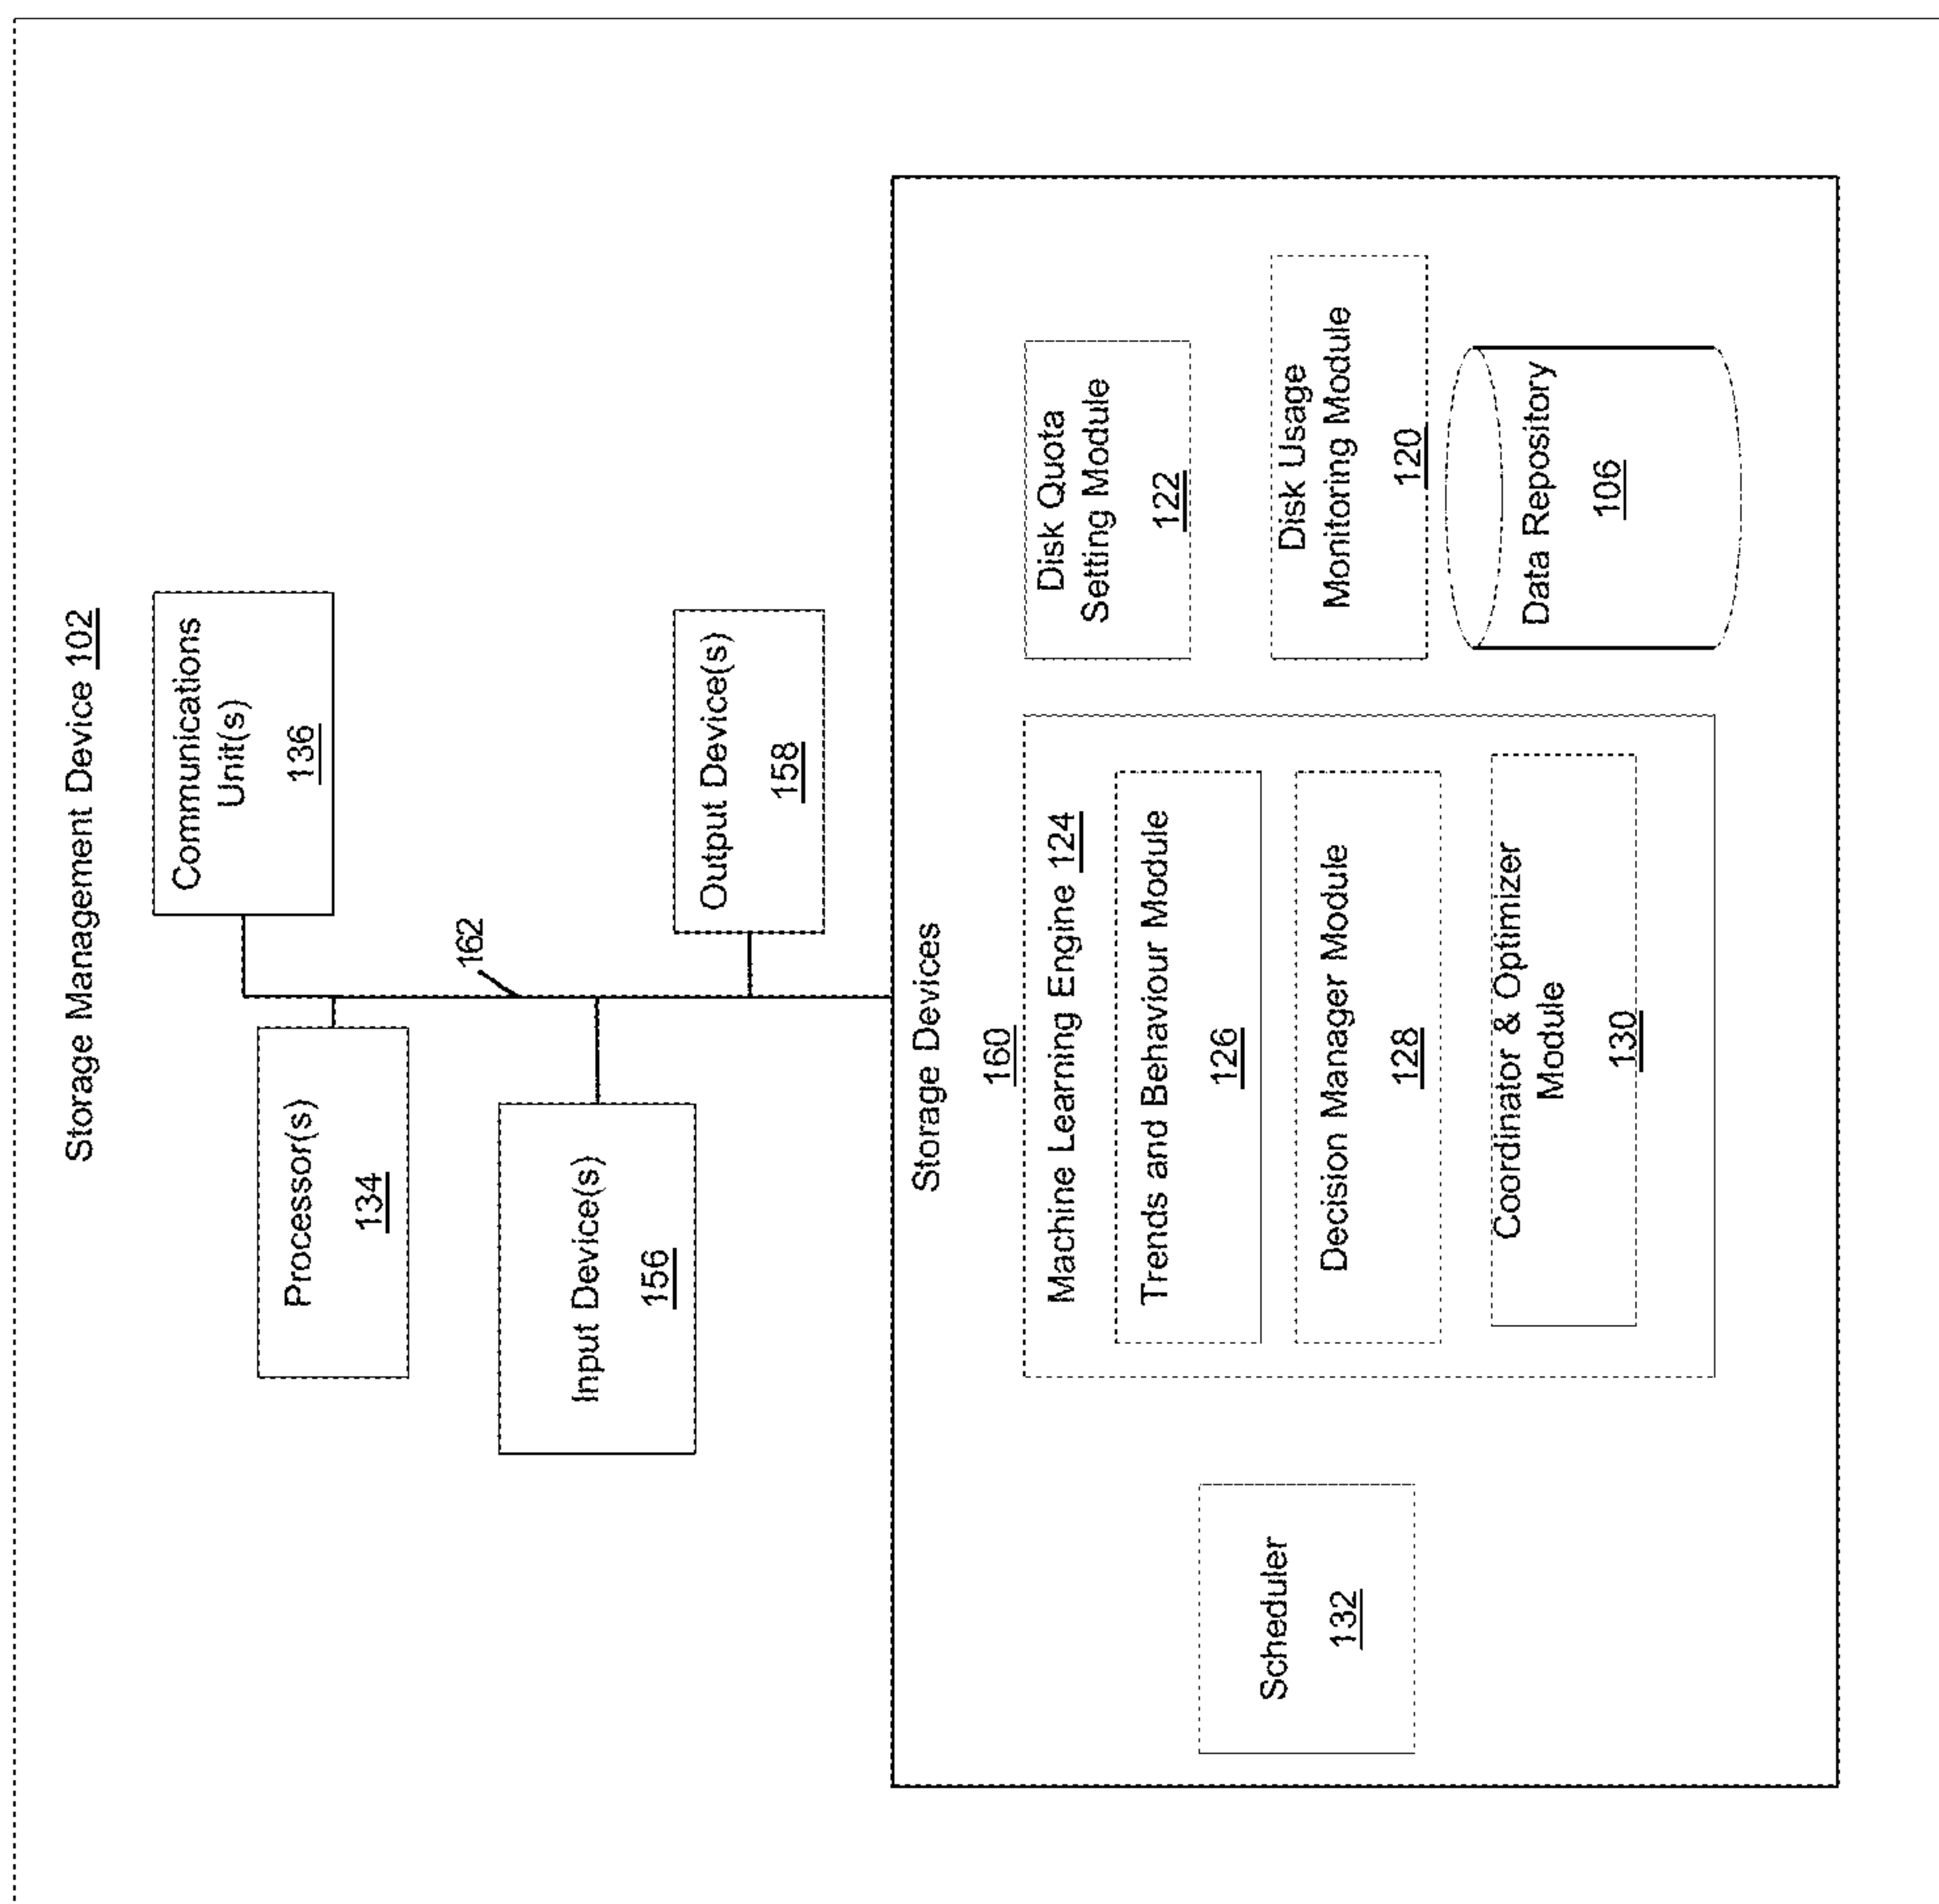 Storage Management Device 102
Communications
Unit(s)
136
Processor(s)
134
162
Input Device(s)
156
Output Device(s)
158
Storage Devices
160
Scheduler
132
Machine Learning Engine 124
Trends and Behaviour Module
126
Decision Manager Module
128
Coordinator & Optimizer
Module
130
Disk Quota
Setting Module
122
Disk Usage
Monitoring Module
120
Data Repository
106